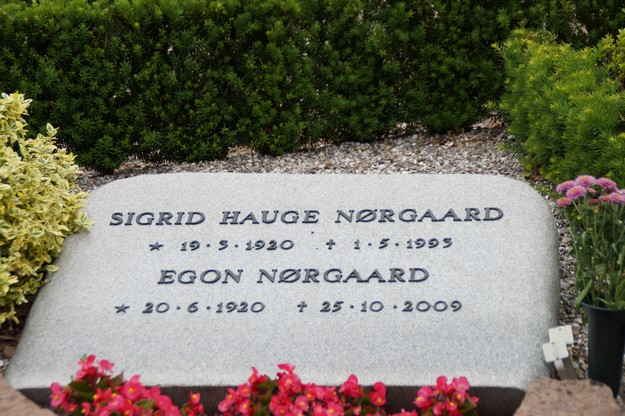 SIGRID HAUGE NØRGAARD
★ 19·3·1920 ✝ 1·5·1993
EGON NØRGAARD
★ 20·6·1920 ✝ 25·10·2009